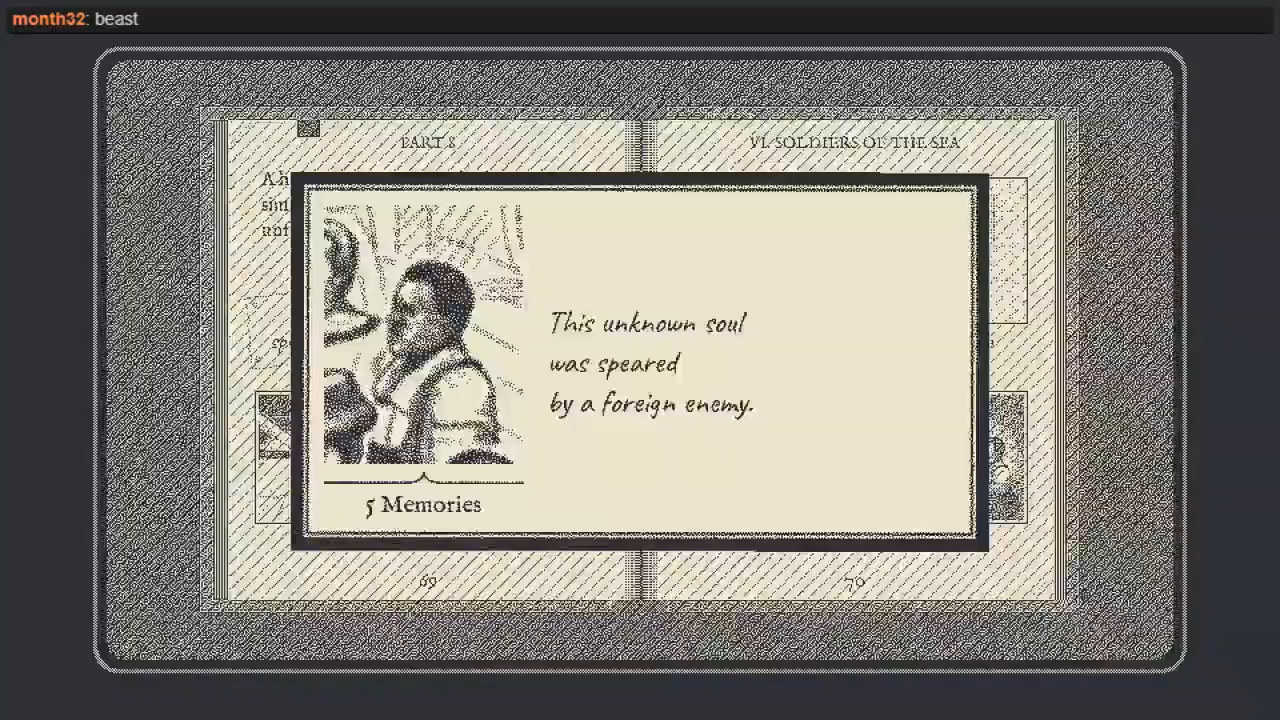 month32: beast
PART 8
VI. SOLDIERS OF THE SEA
This unknown soul
was speared
by a foreign enemy.
5 Memories
69
70